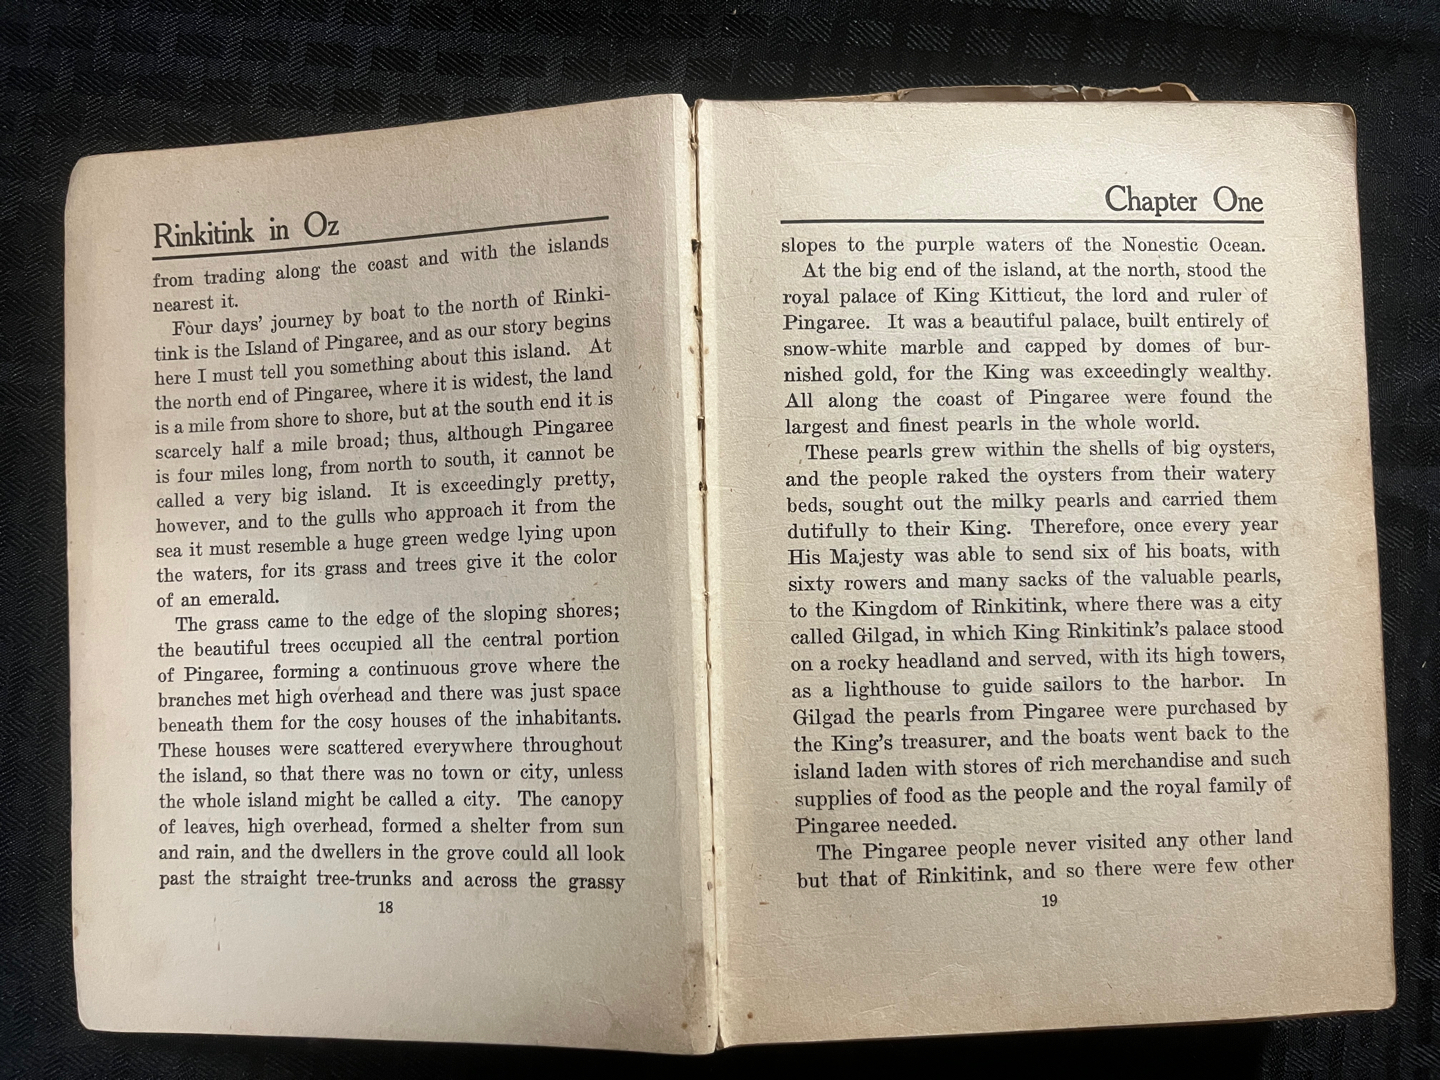 Rinkitink in Oz
from trading along the coast and with the islands
nearest it.
Four days' journey by boat to the north of Rinki-
tink is the Island of Pingaree, and as our story begins
here I must tell you something about this island. At
the north end of Pingaree, where it is widest, the land
is a mile from shore to shore, but at the south end it is
scarcely half a mile broad; thus, although Pingaree
is four miles long, from north to south, it cannot be
called a very big island. It is exceedingly pretty,
however, and to the gulls who approach it from the
sea it must resemble a huge green wedge lying upon
the waters, for its grass and trees give it the color
of an emerald.
The grass came to the edge of the sloping shores;
the beautiful trees occupied all the central portion
of Pingaree, forming a continuous grove where the
branches met high overhead and there was just space
beneath them for the cosy houses of the inhabitants.
These houses were scattered everywhere throughout
the island, so that there was no town or city, unless
the whole island might be called a city. The canopy
of leaves, high overhead, formed a shelter from sun
and rain, and the dwellers in the grove could all look
past the straight tree-trunks and across the grassy
18
Chapter One
slopes to the purple waters of the Nonestic Ocean.
At the big end of the island, at the north, stood the
royal palace of King Kitticut, the lord and ruler of
Pingaree. It was a beautiful palace, built entirely of
snow-white marble and capped by domes of bur-
nished gold, for the King was exceedingly wealthy.
All along the coast of Pingaree were found the
largest and finest pearls in the whole world.
These pearls grew within the shells of big oysters,
and the people raked the oysters from their watery
beds, sought out the milky pearls and carried them
dutifully to their King. Therefore, once every year
His Majesty was able to send six of his boats, with
sixty rowers and many sacks of the valuable pearls,
to the Kingdom of Rinkitink, where there was a city
called Gilgad, in which King Rinkitink's palace stood
on a rocky headland and served, with its high towers,
as a lighthouse to guide sailors to the harbor. In
Gilgad the pearls from Pingaree were purchased by
the King's treasurer, and the boats went back to the
island laden with stores of rich merchandise and such
supplies of food as the people and the royal family of
Pingaree needed.
The Pingaree people never visited any other land
but that of Rinkitink, and so there were few other
19